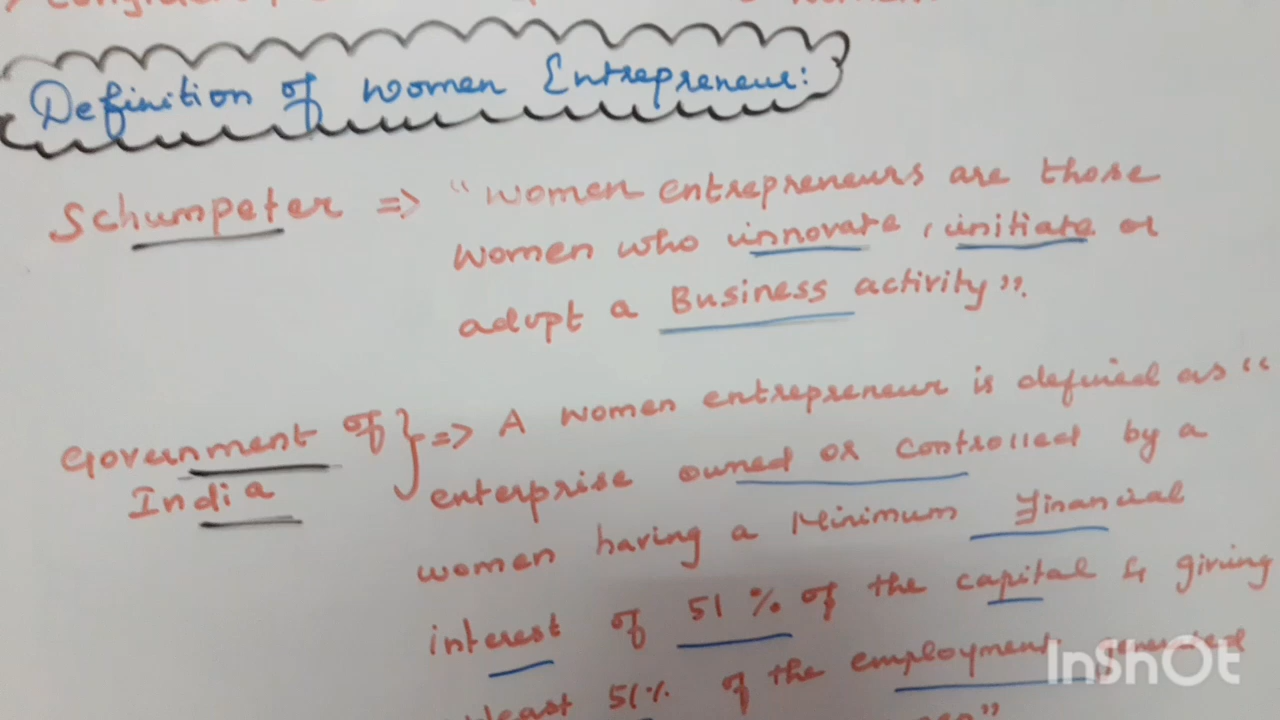 Definition of women Entrepreneur:
Schumpeter => "women entrepreneurs are those
women who innovate, initiate or
adopt a Business activity".
Government of } => A women entrepreneur is defined as "
India
enterprise owned or controlled by a
women having a Minimum Financial
interest of 51 % of the capital & giving
least 51% of the employment generated
InShOt